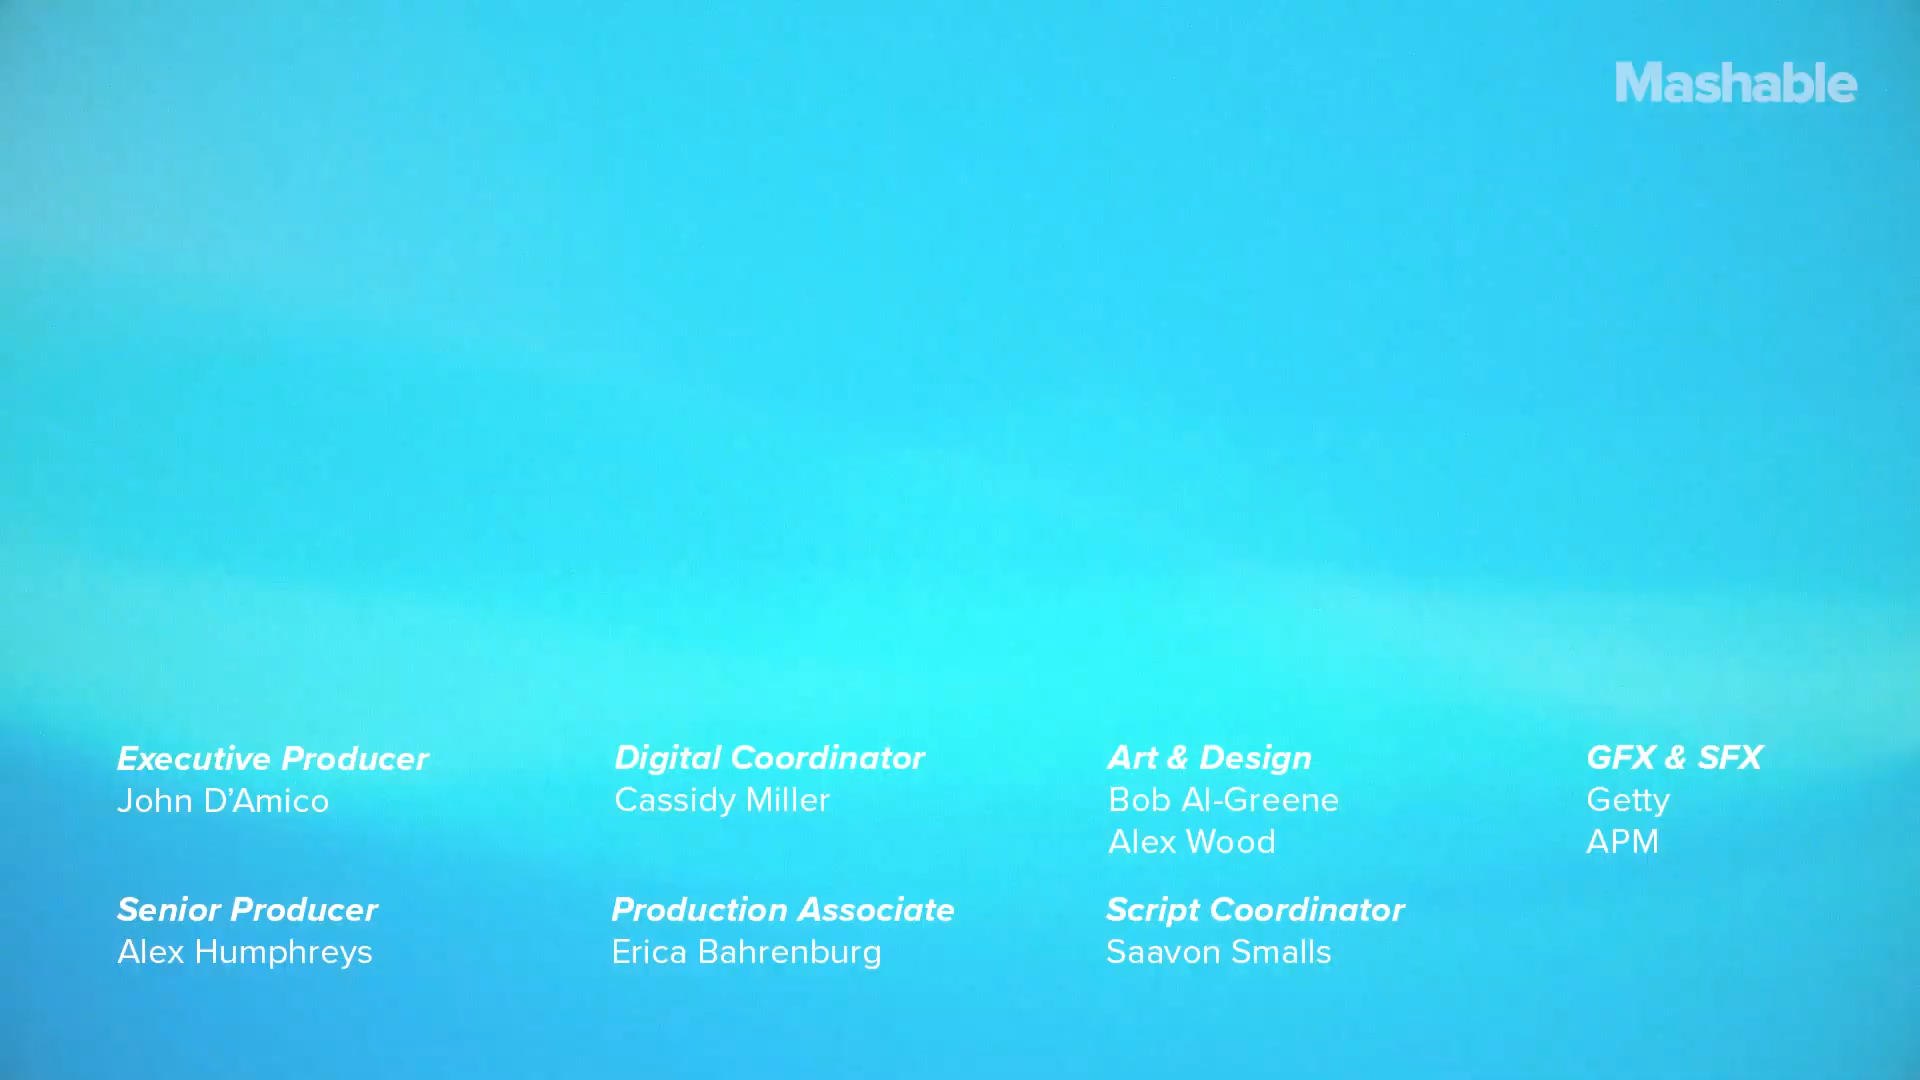 Mashable
Executive Producer
John D’Amico
Digital Coordinator
Cassidy Miller
Art & Design
Bob Al-Greene
Alex Wood
GFX & SFX
Getty
APM
Senior Producer
Alex Humphreys
Production Associate
Erica Bahrenburg
Script Coordinator
Saavon Smalls